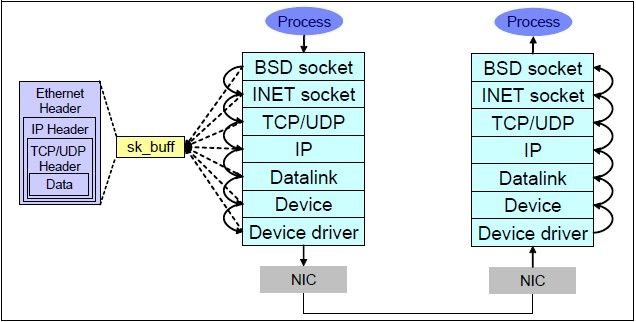 Process
Process
Ethernet
Header
IP Header
TCP/UDP
Header
Data
sk_buff
BSD socket
INET socket
TCP/UDP
IP
Datalink
Device
Device driver
NIC
BSD socket
INET socket
TCP/UDP
IP
Datalink
Device
Device driver
NIC